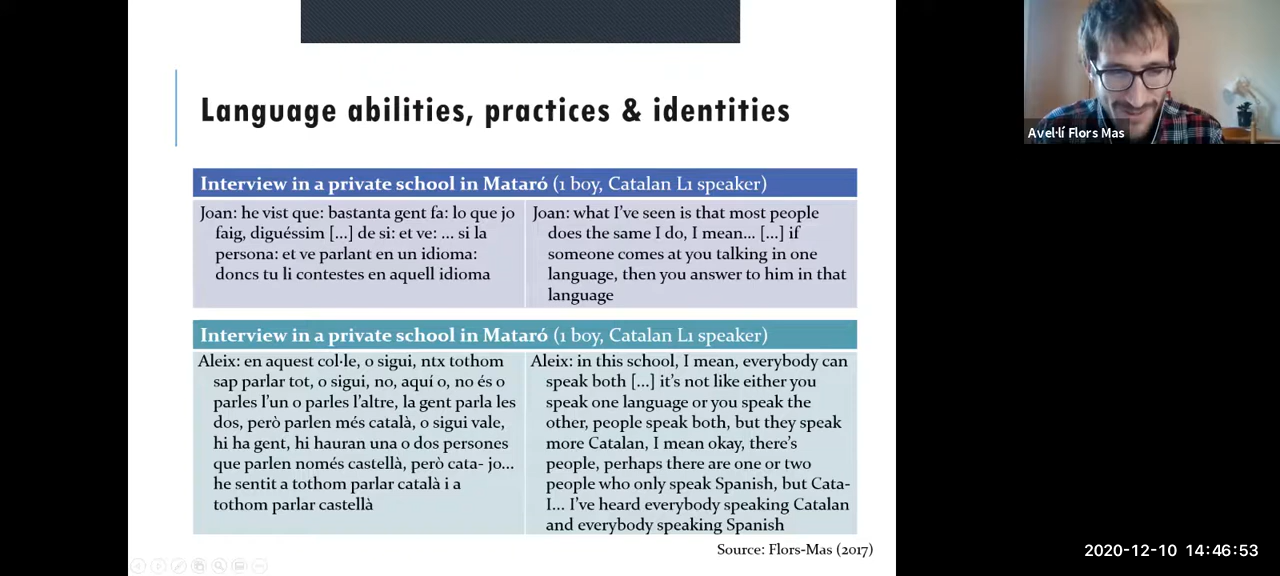 Language abilities, practices & identities
Interview in a private school in Mataró (1 boy, Catalan L1 speaker)
Joan: he vist que: bastanta gent fa: lo que jo
faig, diguéssim [...] de si: et ve: ... si la
persona: et ve parlant en un idioma:
doncs tu li contestes en aquell idioma
Joan: what I've seen is that most people
does the same I do, I mean... [...] if
someone comes at you talking in one
language, then you answer to him in that
language
Interview in a private school in Mataró (1 boy, Catalan L1 speaker)
Aleix: en aquest col·le, o sigui, ntx tothom
sap parlar tot, o sigui, no, aquí o, no és o
parles l'un o parles l'altre, la gent parla les
dos, però parlen més català, o sigui vale,
hi ha gent, hi hauran una o dos persones
que parlen només castellà, però cata- jo...
he sentit a tothom parlar català i a
tothom parlar castellà
Aleix: in this school, I mean, everybody can
speak both [...] it's not like either you
speak one language or you speak the
other, people speak both, but they speak
more Catalan, I mean okay, there's
people, perhaps there are one or two
people who only speak Spanish, but Cata-
I... I've heard everybody speaking Catalan
and everybody speaking Spanish
Source: Flors-Mas (2017)
Avel·lí Flors Mas
2020-12-10 14:46:53